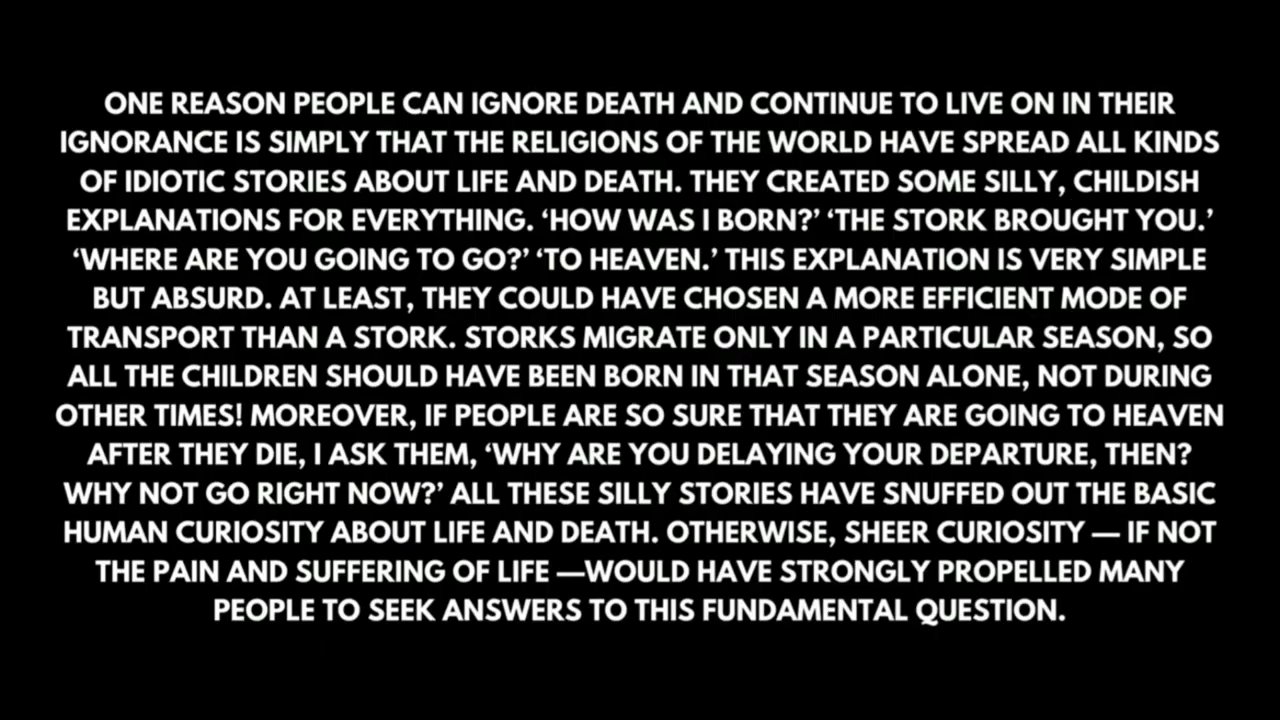 ONE REASON PEOPLE CAN IGNORE DEATH AND CONTINUE TO LIVE ON IN THEIR
IGNORANCE IS SIMPLY THAT THE RELIGIONS OF THE WORLD HAVE SPREAD ALL KINDS
OF IDIOTIC STORIES ABOUT LIFE AND DEATH. THEY CREATED SOME SILLY, CHILDISH
EXPLANATIONS FOR EVERYTHING. ‘HOW WAS I BORN?’ ‘THE STORK BROUGHT YOU.’
‘WHERE ARE YOU GOING TO GO?’ ‘TO HEAVEN.’ THIS EXPLANATION IS VERY SIMPLE
BUT ABSURD. AT LEAST, THEY COULD HAVE CHOSEN A MORE EFFICIENT MODE OF
TRANSPORT THAN A STORK. STORKS MIGRATE ONLY IN A PARTICULAR SEASON, SO
ALL THE CHILDREN SHOULD HAVE BEEN BORN IN THAT SEASON ALONE, NOT DURING
OTHER TIMES! MOREOVER, IF PEOPLE ARE SO SURE THAT THEY ARE GOING TO HEAVEN
AFTER THEY DIE, I ASK THEM, ‘WHY ARE YOU DELAYING YOUR DEPARTURE, THEN?
WHY NOT GO RIGHT NOW?’ ALL THESE SILLY STORIES HAVE SNUFFED OUT THE BASIC
HUMAN CURIOSITY ABOUT LIFE AND DEATH. OTHERWISE, SHEER CURIOSITY — IF NOT
THE PAIN AND SUFFERING OF LIFE —WOULD HAVE STRONGLY PROPELLED MANY
PEOPLE TO SEEK ANSWERS TO THIS FUNDAMENTAL QUESTION.